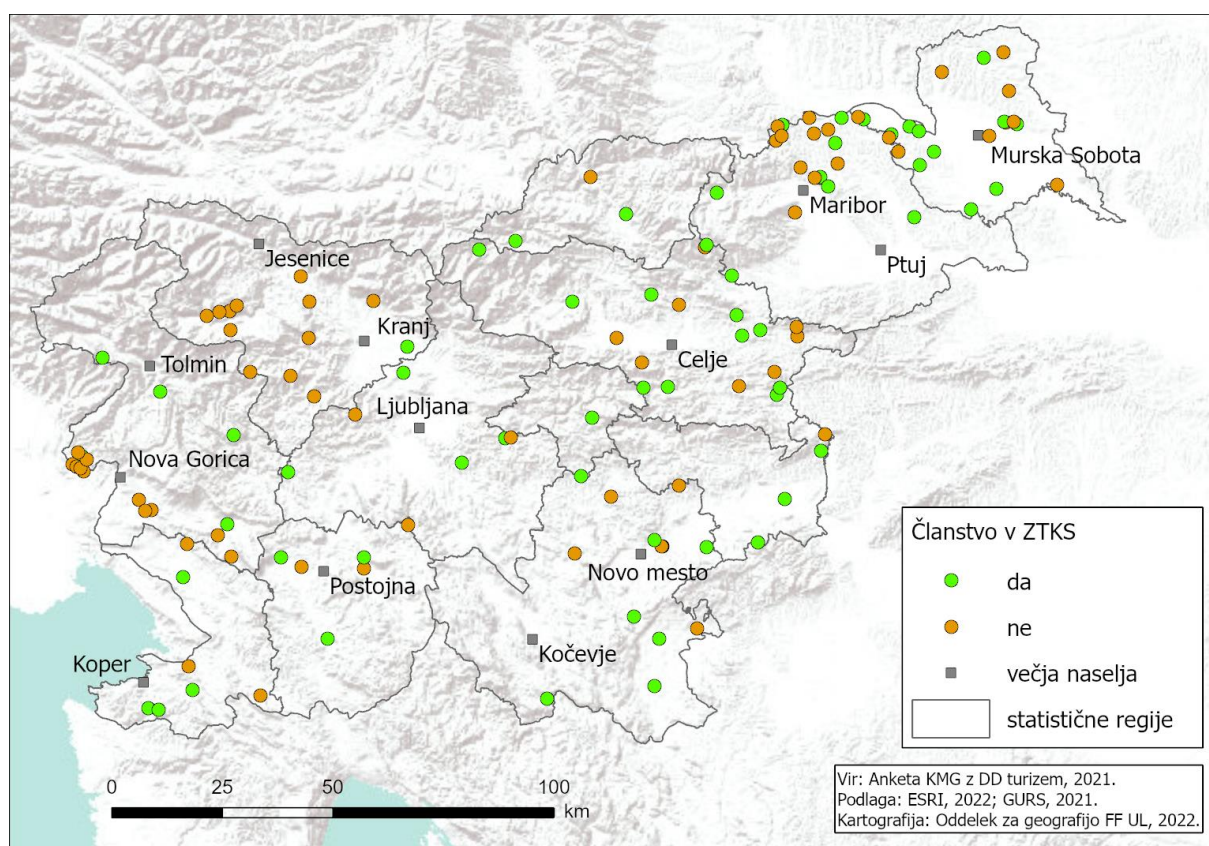 Murska Sobota
Maribor
Jesenice
Ptuj
Kranj
Celje
Tolmin
Ljubljana
Nova Gorica
Novo mesto
Postojna
Kočevje
Koper
Članstvo v ZTKS
da
ne
večja naselja
statistične regije
0 25 50 100
km
Vir: Anketa KMG z DD turizem, 2021.
Podlaga: ESRI, 2022; GURS, 2021.
Kartografija: Oddelek za geografijo FF UL, 2022.